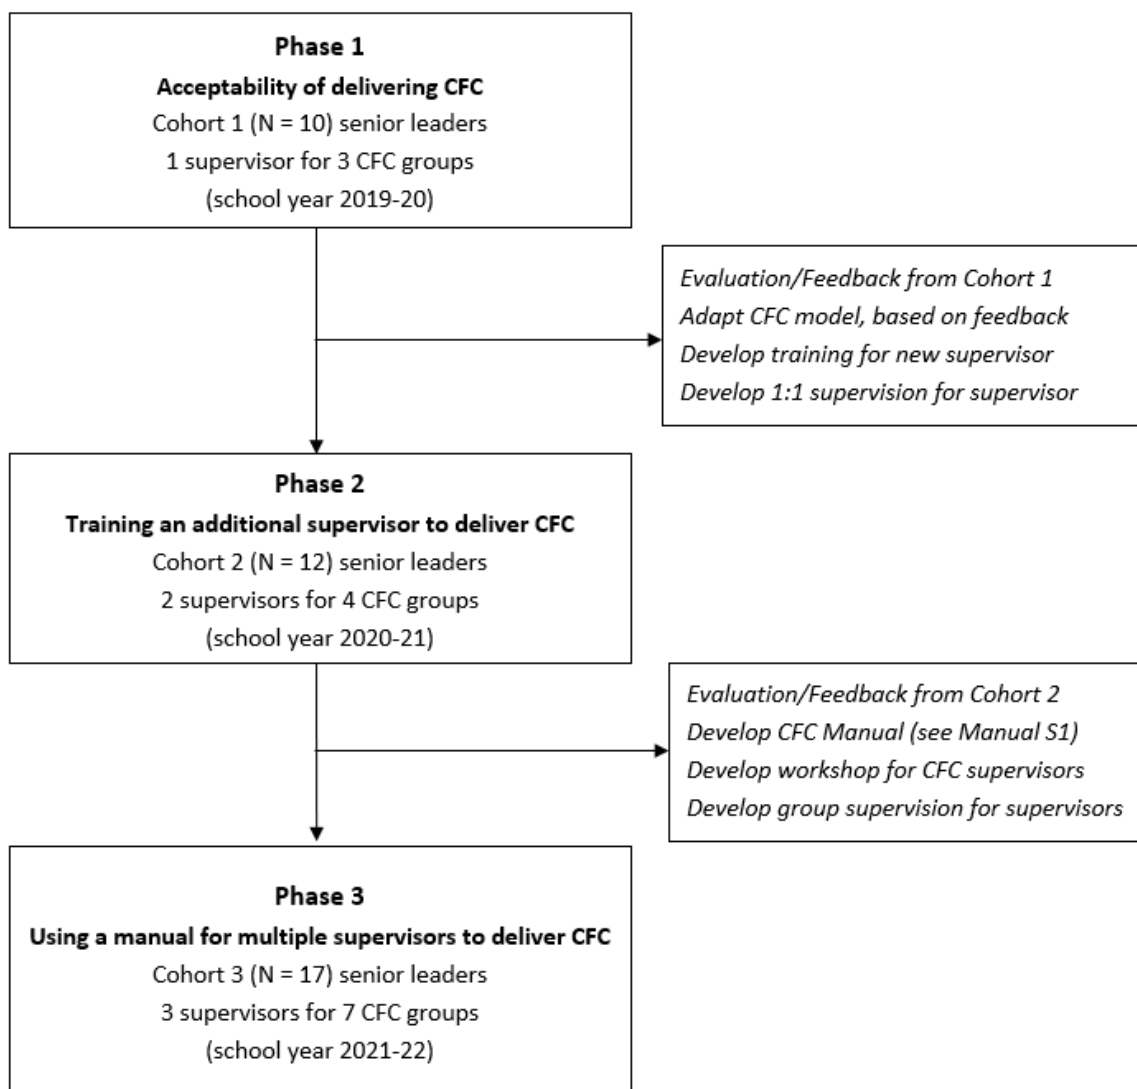 Phase 1
Acceptability of delivering CFC
Cohort 1 (N = 10) senior leaders
1 supervisor for 3 CFC groups
(school year 2019-20)
Evaluation/Feedback from Cohort 1
Adapt CFC model, based on feedback
Develop training for new supervisor
Develop 1:1 supervision for supervisor
Phase 2
Training an additional supervisor to deliver CFC
Cohort 2 (N = 12) senior leaders
2 supervisors for 4 CFC groups
(school year 2020-21)
Evaluation/Feedback from Cohort 2
Develop CFC Manual (see Manual S1)
Develop workshop for CFC supervisors
Develop group supervision for supervisors
Phase 3
Using a manual for multiple supervisors to deliver CFC
Cohort 3 (N = 17) senior leaders
3 supervisors for 7 CFC groups
(school year 2021-22)